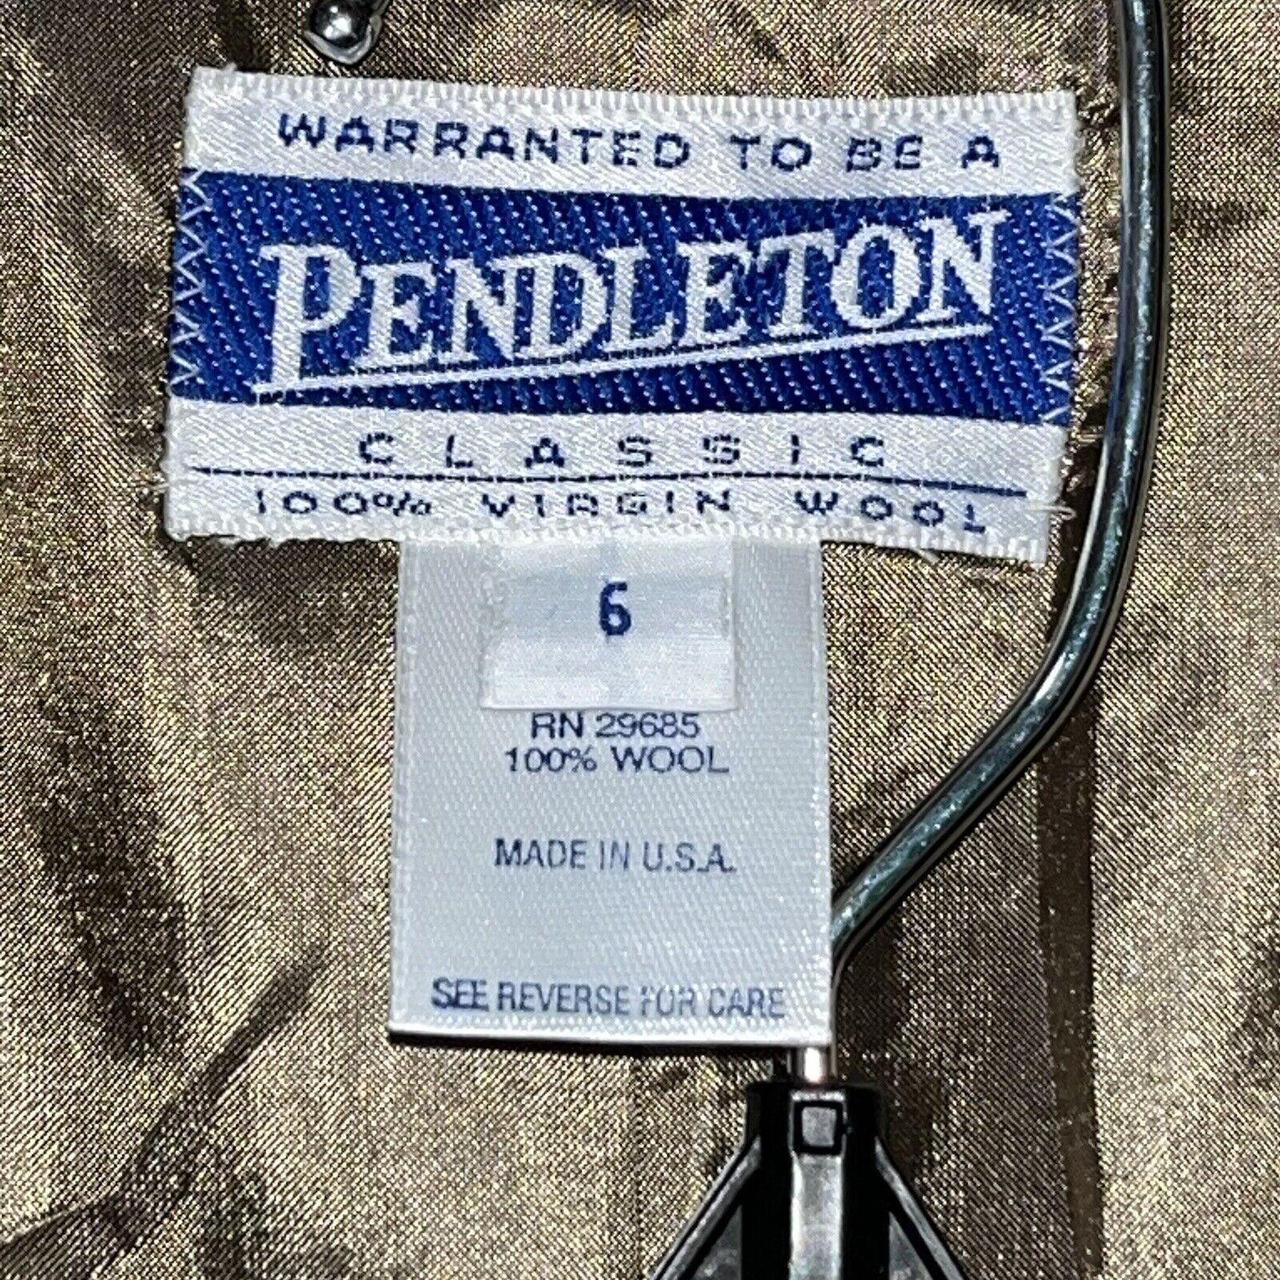 WARRANTED TO BE A
PENDLETON
CLASSIC
100% VIRGIN WOOL
6
RN 29685
100% WOOL
MADE IN U.S.A.
SEE REVERSE FOR CARE